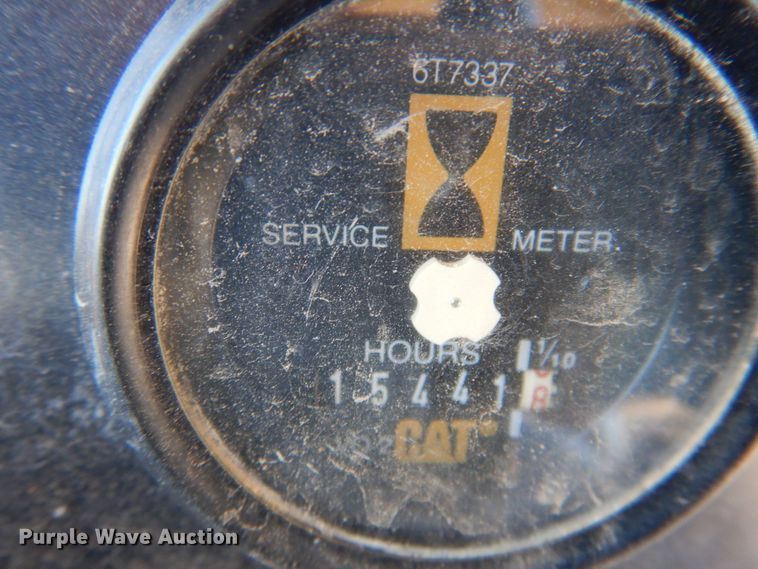 6T7337
SERVICE METER
HOURS 1/10
15441
CAT
Purple Wave Auction